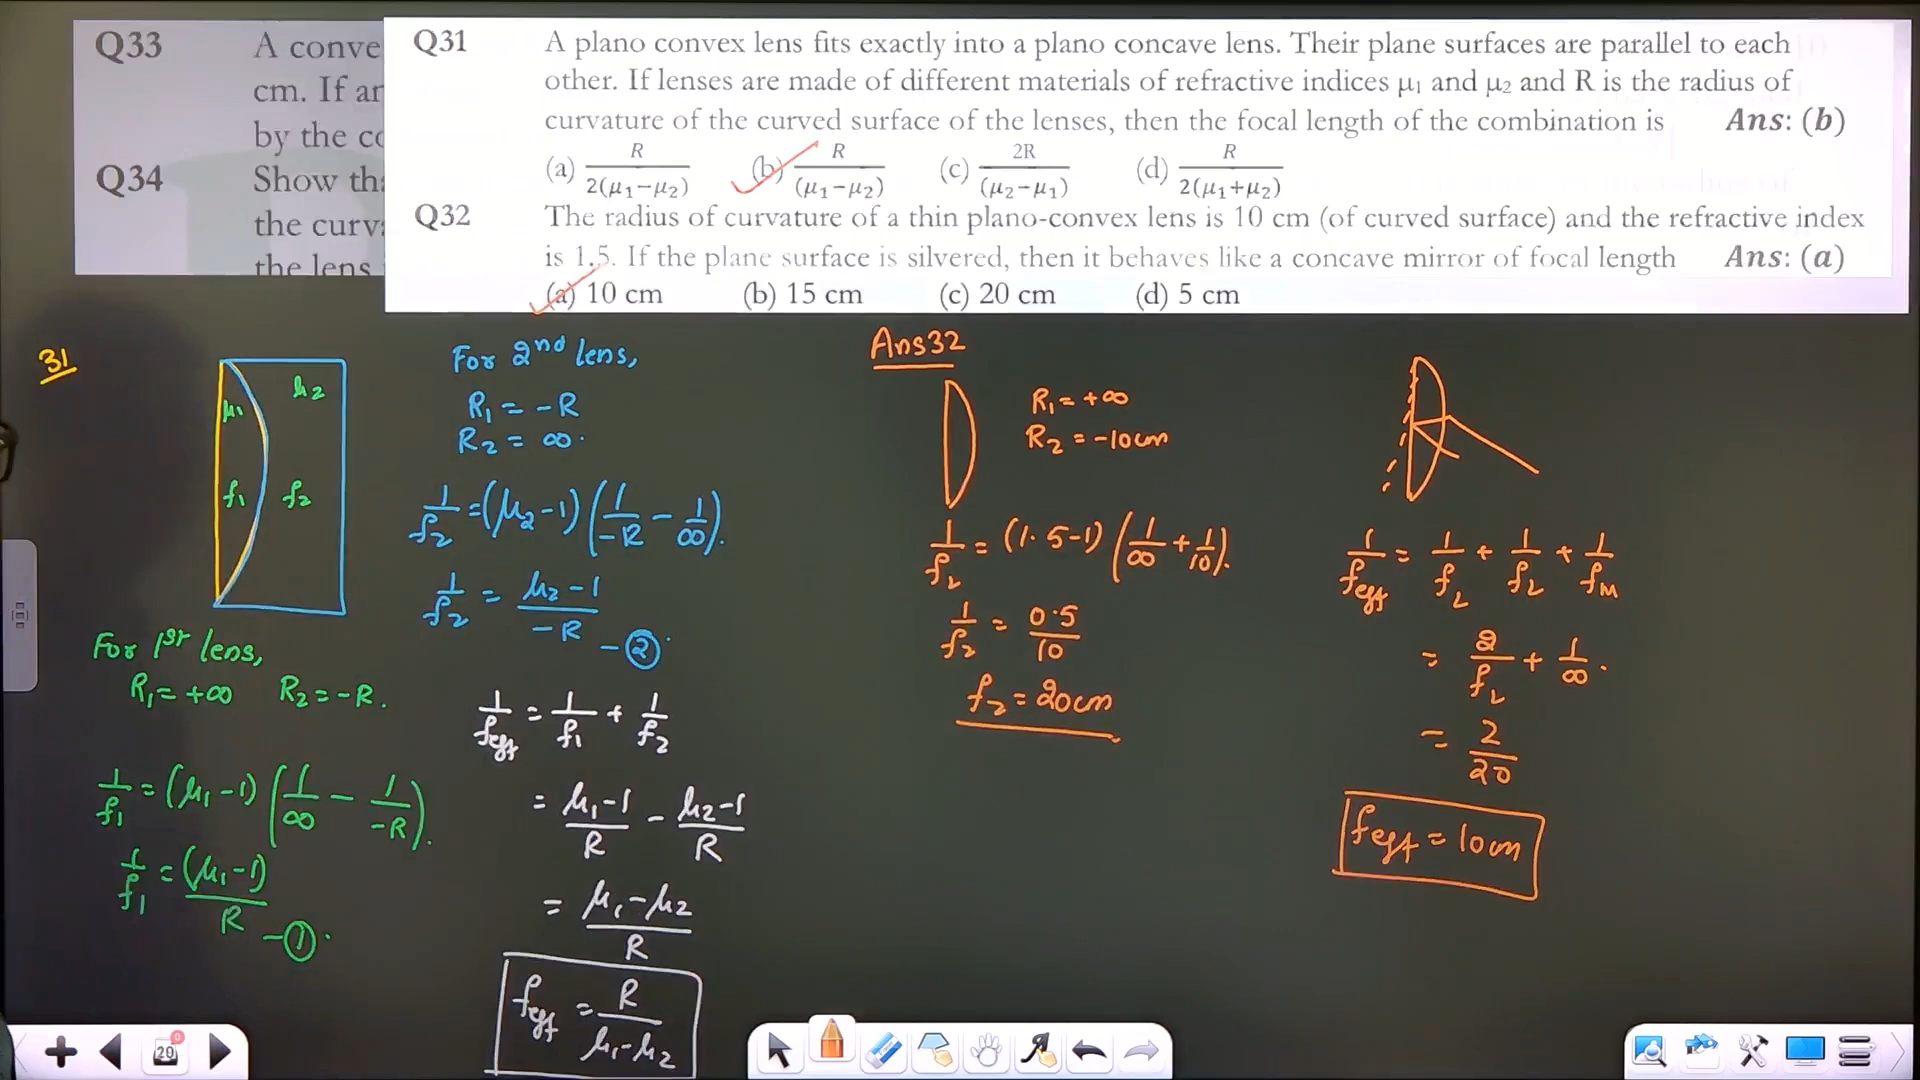 Q33 A conve
cm. If ar
by the co
Q34 Show tha
the curv
the lens
Q31 A plano convex lens fits exactly into a plano concave lens. Their plane surfaces are parallel to each
other. If lenses are made of different materials of refractive indices μ₁ and μ₂ and R is the radius of
curvature of the curved surface of the lenses, then the focal length of the combination is Ans: (b)
(a) R/2(μ₁−μ₂) (b) R/(μ₁−μ₂) (c) 2R/(μ₂−μ₁) (d) R/2(μ₁+μ₂)
Q32 The radius of curvature of a thin plano-convex lens is 10 cm (of curved surface) and the refractive index
is 1.5. If the plane surface is silvered, then it behaves like a concave mirror of focal length Ans: (a)
(a) 10 cm (b) 15 cm (c) 20 cm (d) 5 cm
31
μ₁ μ₂
f₁ f₂
For 1st lens,
R₁ = +∞ R₂ = -R.
1/f₁ = (μ₁-1) (1/∞ - 1/-R).
1/f₁ = (μ₁-1)/R -①.
For 2nd lens,
R₁ = -R
R₂ = ∞.
1/f₂ = (μ₂-1) (1/-R - 1/∞).
1/f₂ = μ₂-1/-R -②.
1/feff = 1/f₁ + 1/f₂
= μ₁-1/R - μ₂-1/R
= μ₁-μ₂/R
feff = R/μ₁-μ₂
Ans32
R₁ = +∞
R₂ = -10cm
1/fL = (1.5-1) (1/∞ + 1/10).
1/f₂ = 0.5/10
f₂ = 20cm
1/feff = 1/fL + 1/fL + 1/fM
= 2/fL + 1/∞.
= 2/20
feff = 10cm
20
0